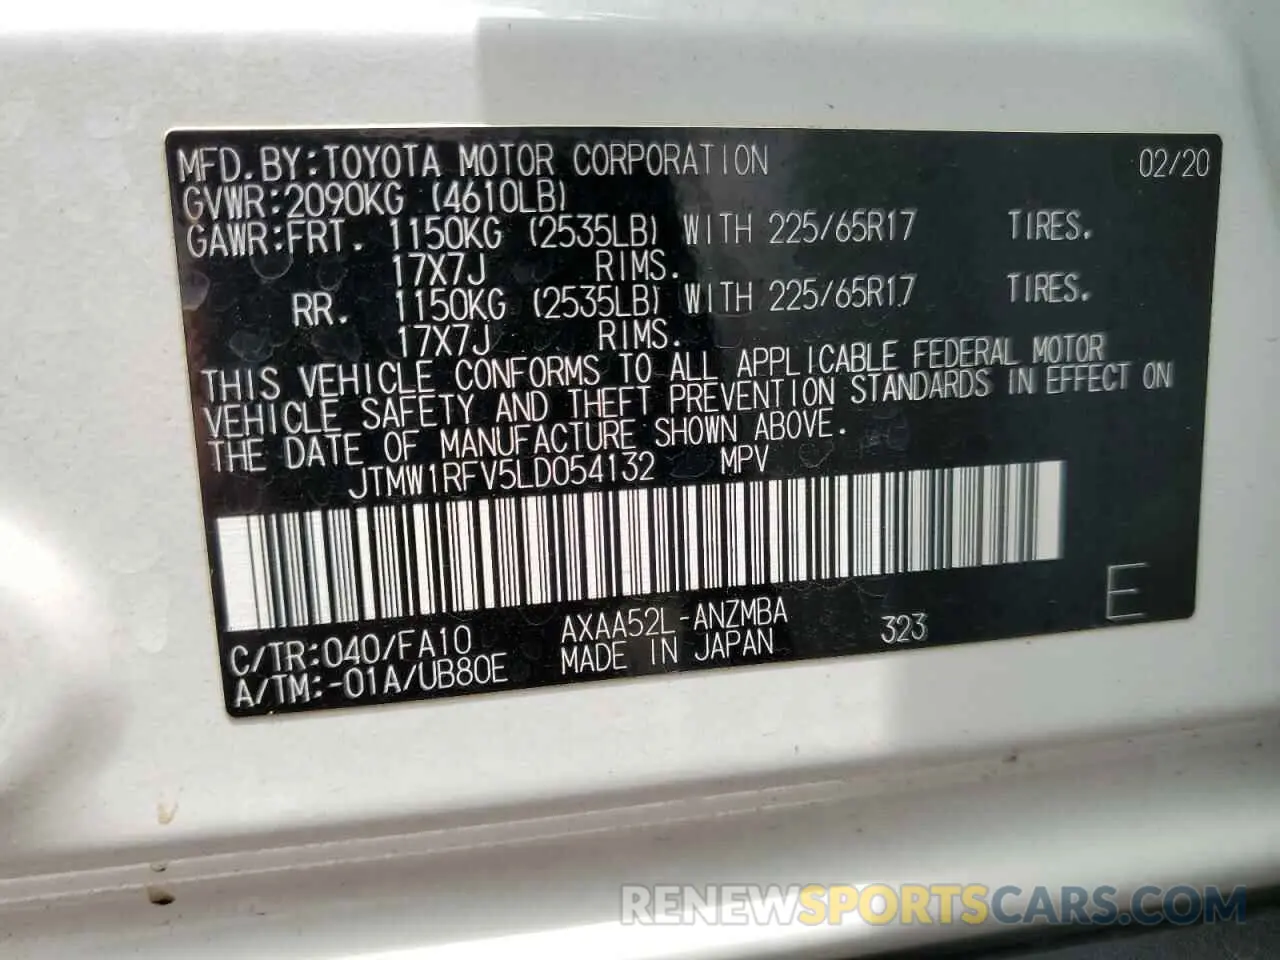 MFD.BY:TOYOTA MOTOR CORPORATION 02/20
GVWR:2090KG (4610LB)
GAWR:FRT. 1150KG (2535LB) WITH 225/65R17 TIRES.
17X7J RIMS.
RR. 1150KG (2535LB) WITH 225/65R17 TIRES.
17X7J RIMS.
THIS VEHICLE CONFORMS TO ALL APPLICABLE FEDERAL MOTOR
VEHICLE SAFETY AND THEFT PREVENTION STANDARDS IN EFFECT ON
THE DATE OF MANUFACTURE SHOWN ABOVE.
JTMW1RFV5LD054132 MPV
E
C/TR:040/FA10 AXAA52L-ANZMBA 323
A/TM:-01A/UB80E MADE IN JAPAN
RENEWSPORTSCARS.COM